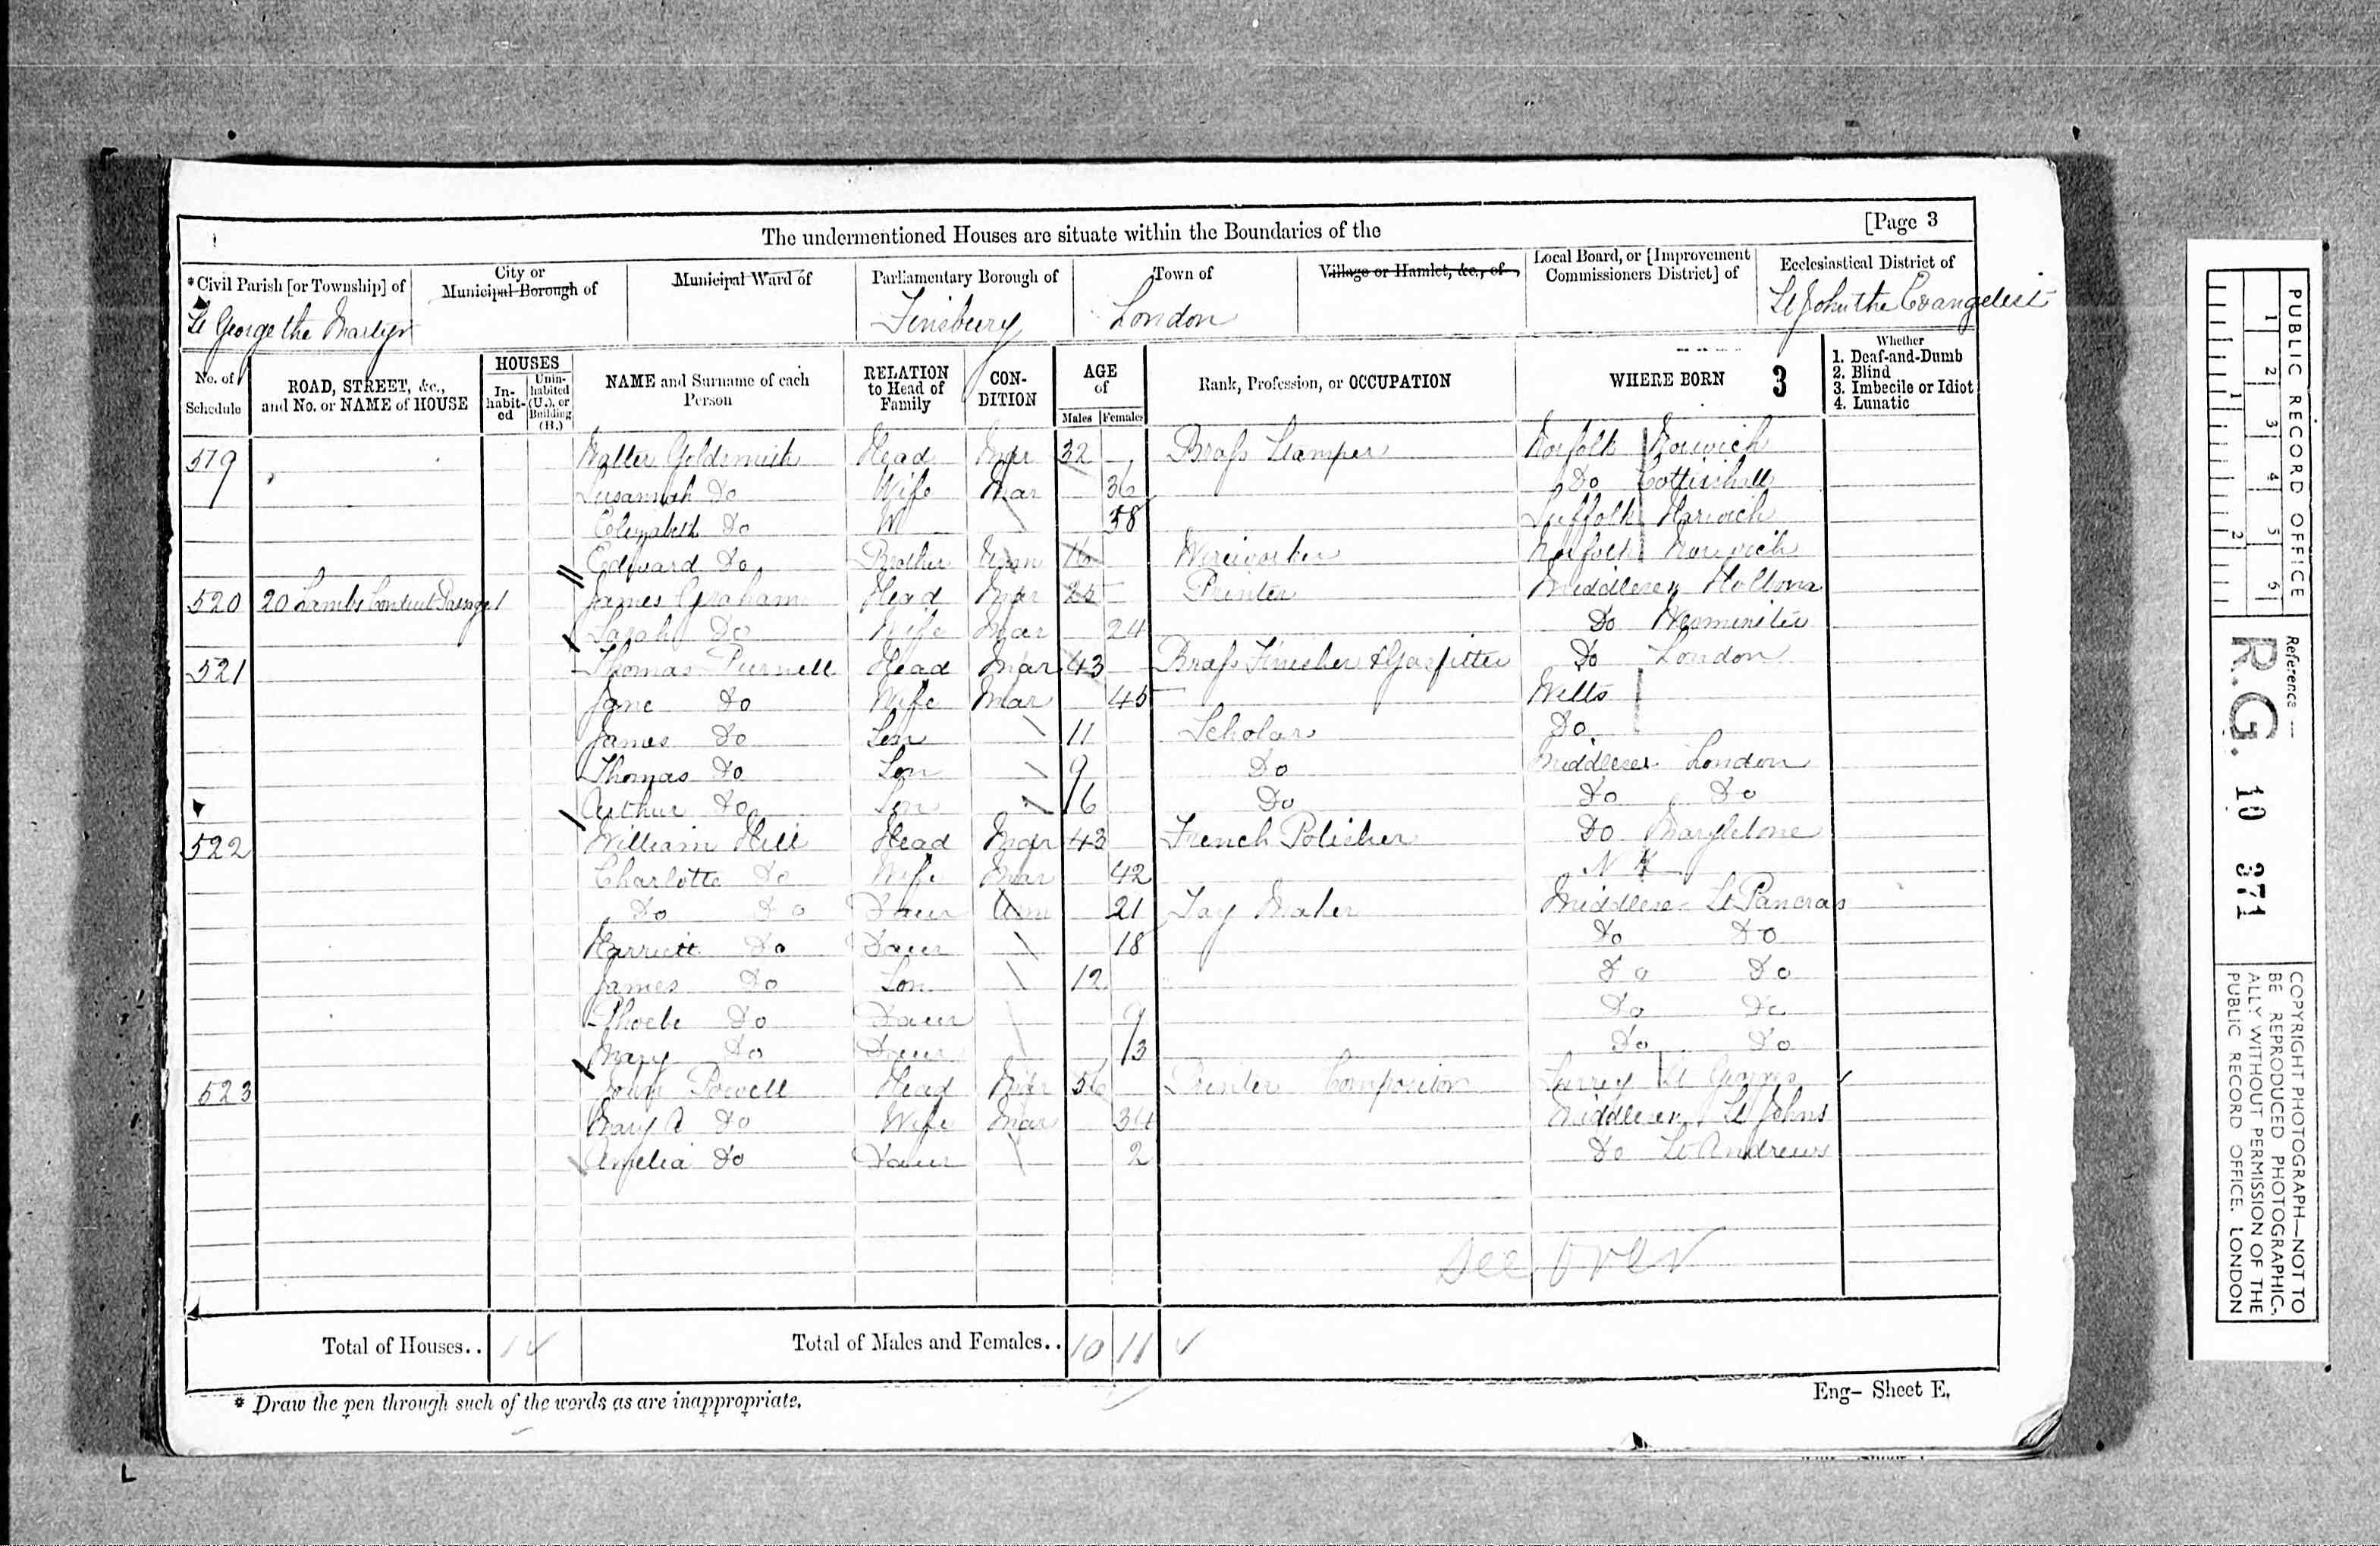 The undermentioned Houses are situate within the Boundaries of the [Page 3
*Civil Parish [or Township] of
St George the Martyr
City or Municipal Borough of
Municipal Ward of
Parliamentary Borough of
Finsbury
Town of
London
Village or Hamlet, &c., of
Local Board, or [Improvement Commissioners District] of
Ecclesiastical District of
St John the Evangelist
No. of Schedule
ROAD, STREET, &c., and No. or NAME of HOUSE
HOUSES
In-habit-ed
Unin-habited (U.), or Building (B.)
NAME and Surname of each Person
RELATION to Head of Family
CON-DITION
AGE of
Males Females
Rank, Profession, or OCCUPATION
WHERE BORN
3
Whether
1. Deaf-and-Dumb
2. Blind
3. Imbecile or Idiot
4. Lunatic
519 Walter Goldsmith Head Mar 32 Brass Stamper Norfolk Norwich
Susannah Do Wife Mar 36 Do Coltishall
Elizabeth Do 58 Suffolk Harwich
Edward Do Brother Unm 16 Wireworker Norfolk Norwich
520 20 Lambs Conduit Passage 1 James Graham Head Mar 25 Printer Middlesex Holborn
Sarah Do Wife Mar 24 Do Wesminster
521 Thomas Purnell Head Mar 43 Brass Finisher & Gasfitter Do London
Jane Do Wife Mar 45 Wilts
James Do Son 11 Scholar Do
Thomas Do Son 9 Do Middlesex London
Arthur Do Son 6 Do Do Do
522 William Hill Head Mar 43 French Polisher Do Marylebone
Charlotte Do Wife Mar 42 N K
Do Do Daur Unm 21 Toy Maker Middlesex St Pancras
Harriett Do Daur 18 Do Do
James Do Son 12 Do Do
Phoebe Do Daur 9 Do Do
Mary Do Daur 3 Do Do
523 John Powell Head Mar 56 Printer Compositor Surrey St Georges
Mary A Do Wife Mar 34 Middlesex St Johns
Amelia Do Daur 2 Do St Andrews
see over
Total of Houses.. 1
Total of Males and Females.. 10 11
* Draw the pen through such of the words as are inappropriate.
Eng- Sheet E.
PUBLIC RECORD OFFICE
1 2 3 4 5 6
1 2
Reference :-
R.G. 10 371
COPYRIGHT PHOTOGRAPH—NOT TO
BE REPRODUCED PHOTOGRAPHIC-
ALLY WITHOUT PERMISSION OF THE
PUBLIC RECORD OFFICE, LONDON